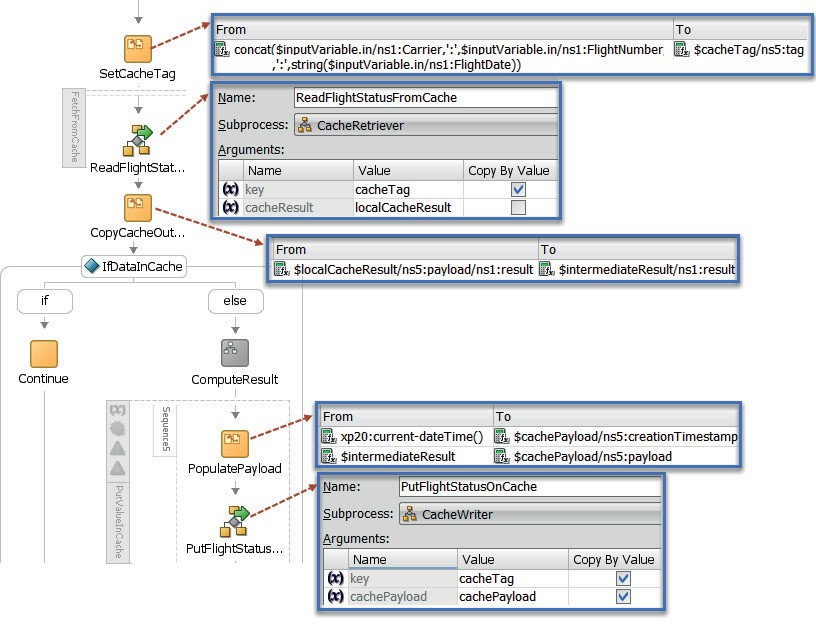 From To
concat($inputVariable.in/ns1:Carrier,':',$inputVariable.in/ns1:FlightNumber $cacheTag/ns5:tag
,':',string($inputVariable.in/ns1:FlightDate))
SetCacheTag
FetchFromCache
Name: ReadFlightStatusFromCache
Subprocess: CacheRetriever
Arguments:
Name Value Copy By Value
(x) key cacheTag
(x) cacheResult localCacheResult
ReadFlightStat...
CopyCacheOut...
From To
$localCacheResult/ns5:payload/ns1:result $intermediateResult/ns1:result
IfDataInCache
if else
Continue
ComputeResult
(x)
PutValueInCache
Sequence5
From To
xp20:current-dateTime() $cachePayload/ns5:creationTimestamp
$intermediateResult $cachePayload/ns5:payload
PopulatePayload
Name: PutFlightStatusOnCache
Subprocess: CacheWriter
Arguments:
Name Value Copy By Value
(x) key cacheTag
(x) cachePayload cachePayload
PutFlightStatus...